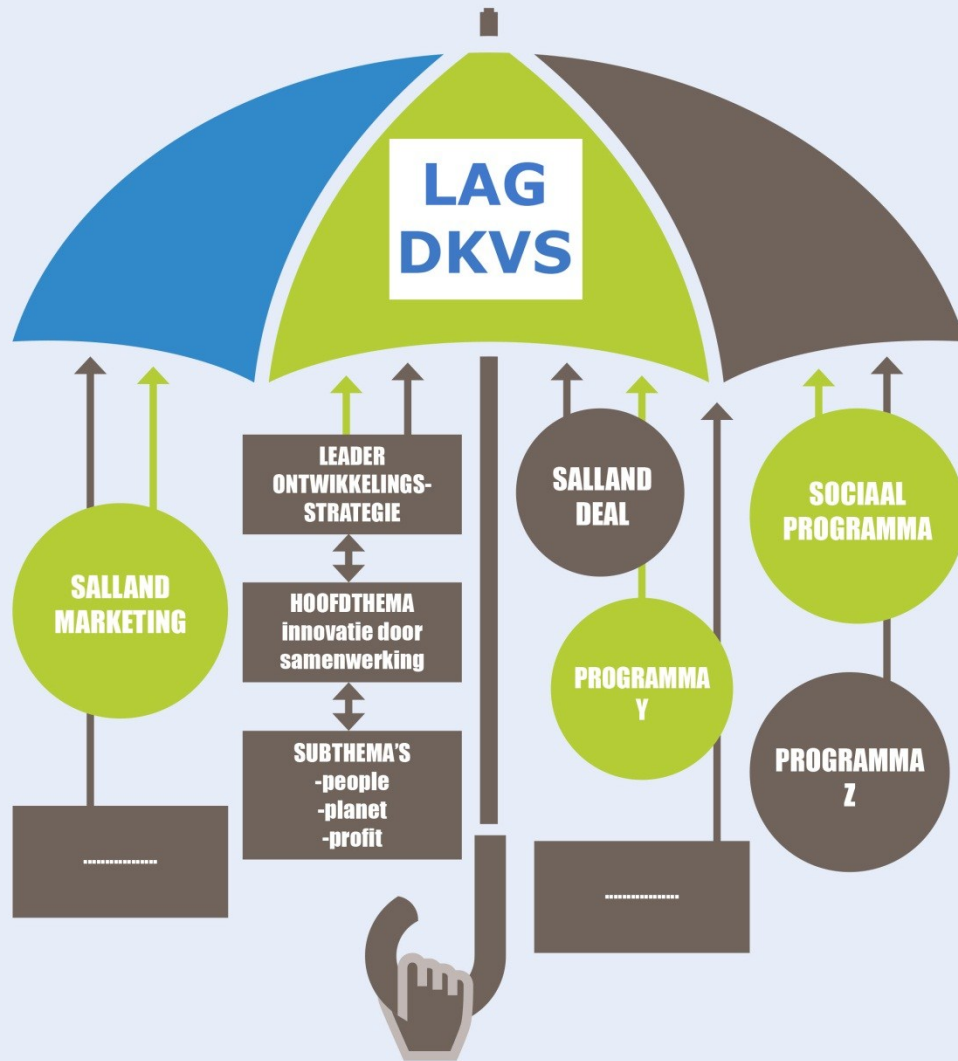 LAG
DKVS
LEADER
ONTWIKKELINGS-
STRATEGIE
SALLAND
DEAL
SOCIAAL
PROGRAMMA
SALLAND
MARKETING
HOOFDTHEMA
innovatie door
samenwerking
PROGRAMMA
Y
SUBTHEMA'S
-people
-planet
-profit
PROGRAMMA
Z
.................
.................